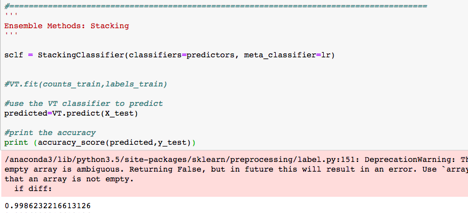 #=====================================================================================
'''
Ensemble Methods: Stacking
'''
sclf = StackingClassifier(classifiers=predictors, meta_classifier=lr)
#VT.fit(counts_train,labels_train)
#use the VT classifier to predict
predicted=VT.predict(X_test)
#print the accuracy
print (accuracy_score(predicted,y_test))
/anaconda3/lib/python3.5/site-packages/sklearn/preprocessing/label.py:151: DeprecationWarning: Th
empty array is ambiguous. Returning False, but in future this will result in an error. Use `array
that an array is not empty.
if diff:
0.9986232216613126